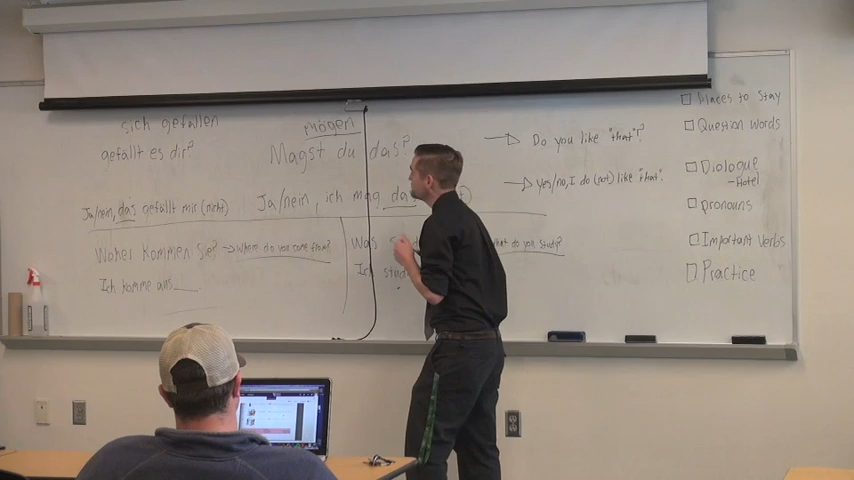 sich gefallen
gefällt es dir?
mögen
Magst du das?
Do you like "that"?
Ja/nein, das gefällt mir (nicht)
Ja/nein, ich mag das
Yes/no, I do (not) like "that".
Woher kommen Sie? → Where do you come from?
Ich komme aus____
Was
do you study?
Ich
Places to Stay
Question Words
Dialogue
-Hotel
pronouns
Important Verbs
Practice